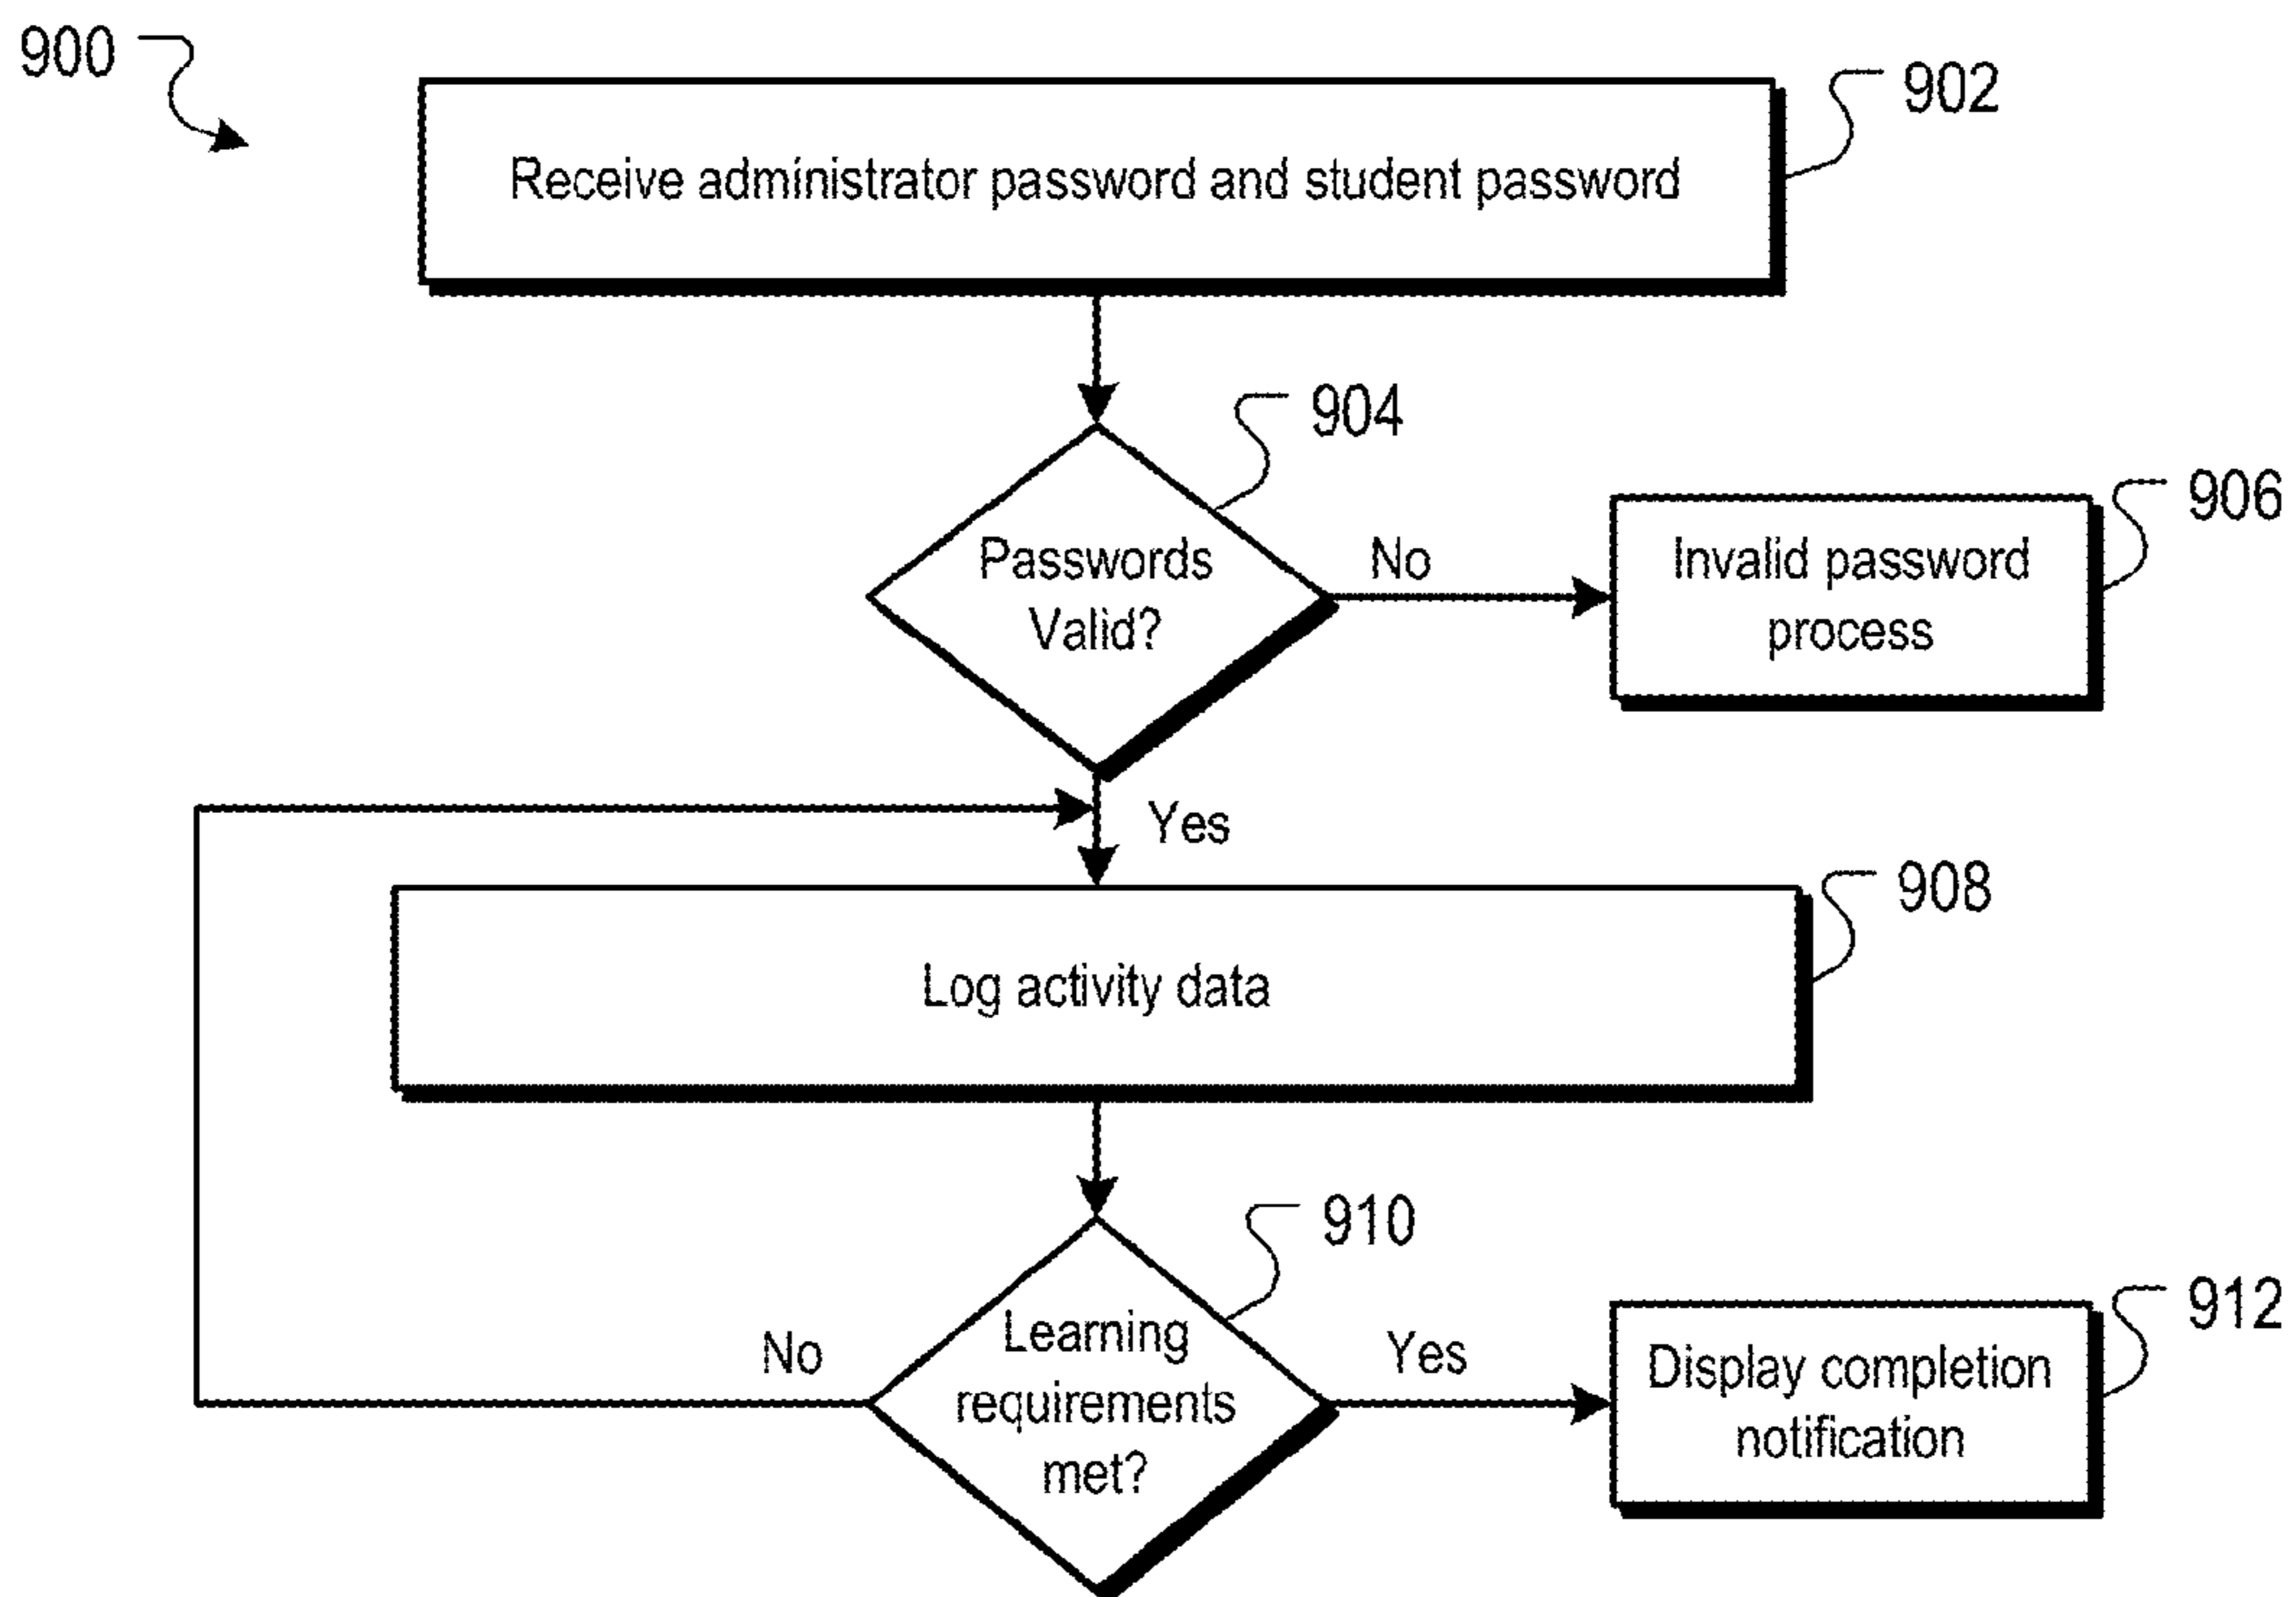 900
902
Receive administrator password and student password
904
Passwords
Valid?
No
906
Invalid password
process
Yes
908
Log activity data
910
Learning
requirements
met?
No
Yes
912
Display completion
notification